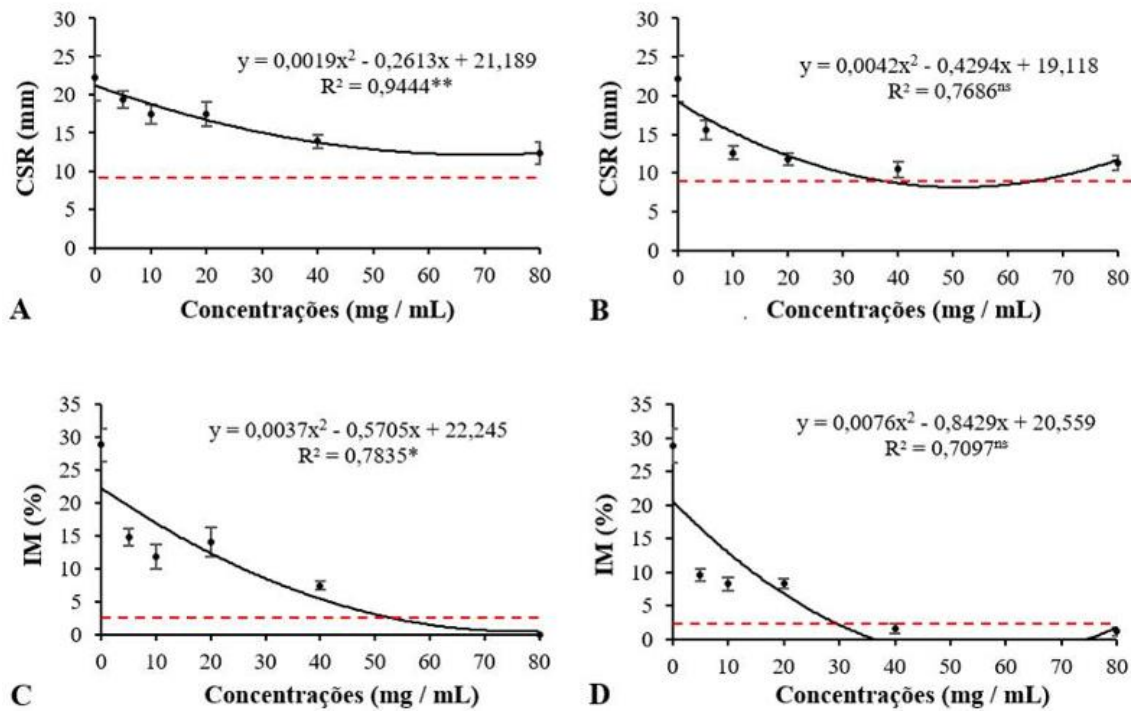 30
25
20
15
10
5
0
CSR (mm)
y = 0,0019x² - 0,2613x + 21,189
R² = 0,9444**
0 10 20 30 40 50 60 70 80
Concentrações (mg / mL)
A
30
25
20
15
10
5
0
CSR (mm)
y = 0,0042x² - 0,4294x + 19,118
R² = 0,7686ⁿˢ
0 10 20 30 40 50 60 70 80
Concentrações (mg / mL)
B
35
30
25
20
15
10
5
0
IM (%)
y = 0,0037x² - 0,5705x + 22,245
R² = 0,7835*
0 10 20 30 40 50 60 70 80
Concentrações (mg / mL)
C
35
30
25
20
15
10
5
0
IM (%)
y = 0,0076x² - 0,8429x + 20,559
R² = 0,7097ⁿˢ
0 10 20 30 40 50 60 70 80
Concentrações (mg / mL)
D